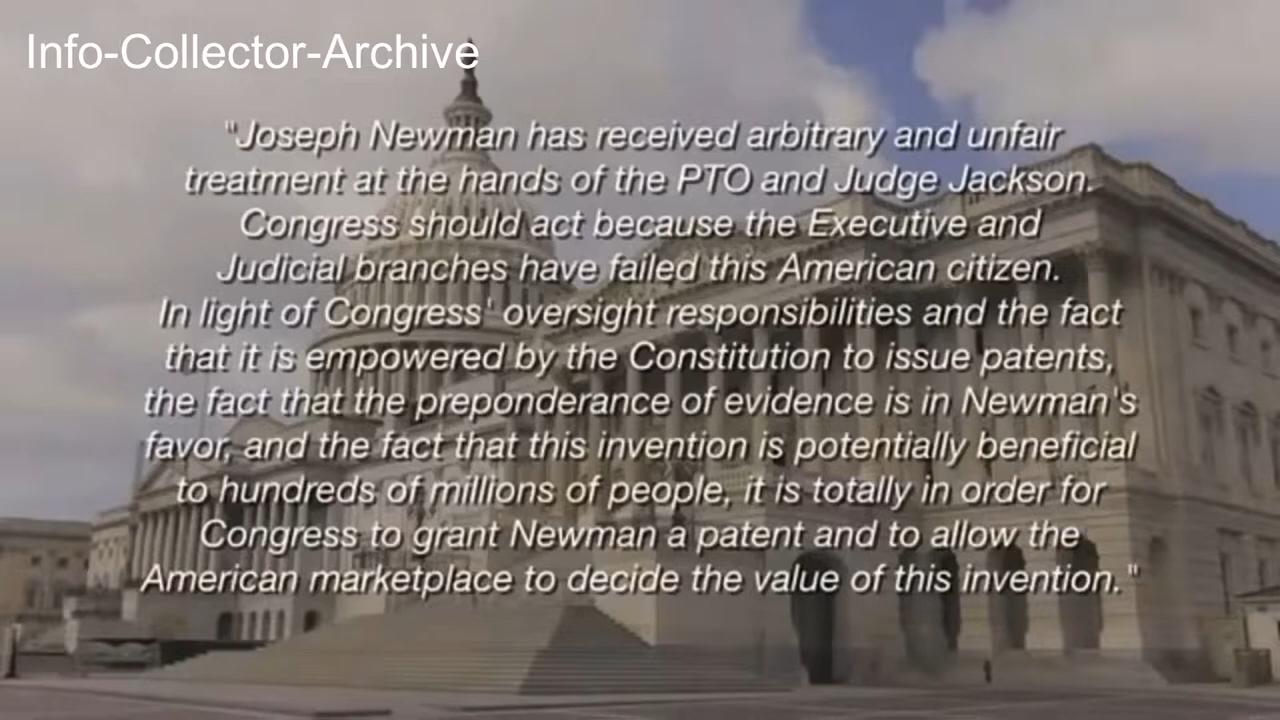 Info-Collector-Archive
"Joseph Newman has received arbitrary and unfair
treatment at the hands of the PTO and Judge Jackson.
Congress should act because the Executive and
Judicial branches have failed this American citizen.
In light of Congress' oversight responsibilities and the fact
that it is empowered by the Constitution to issue patents,
the fact that the preponderance of evidence is in Newman's
favor, and the fact that this invention is potentially beneficial
to hundreds of millions of people, it is totally in order for
Congress to grant Newman a patent and to allow the
American marketplace to decide the value of this invention."